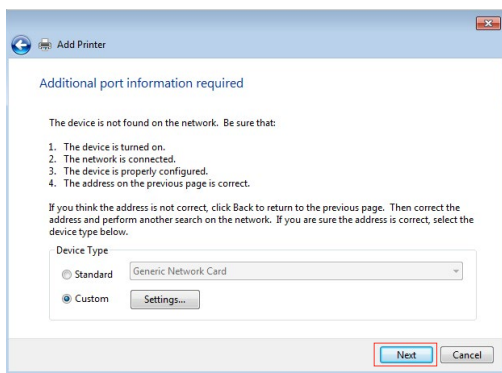 Add Printer
Additional port information required
The device is not found on the network. Be sure that:
1. The device is turned on.
2. The network is connected.
3. The device is properly configured.
4. The address on the previous page is correct.
If you think the address is not correct, click Back to return to the previous page. Then correct the
address and perform another search on the network. If you are sure the address is correct, select the
device type below.
Device Type
Standard Generic Network Card
Custom Settings...
Next Cancel